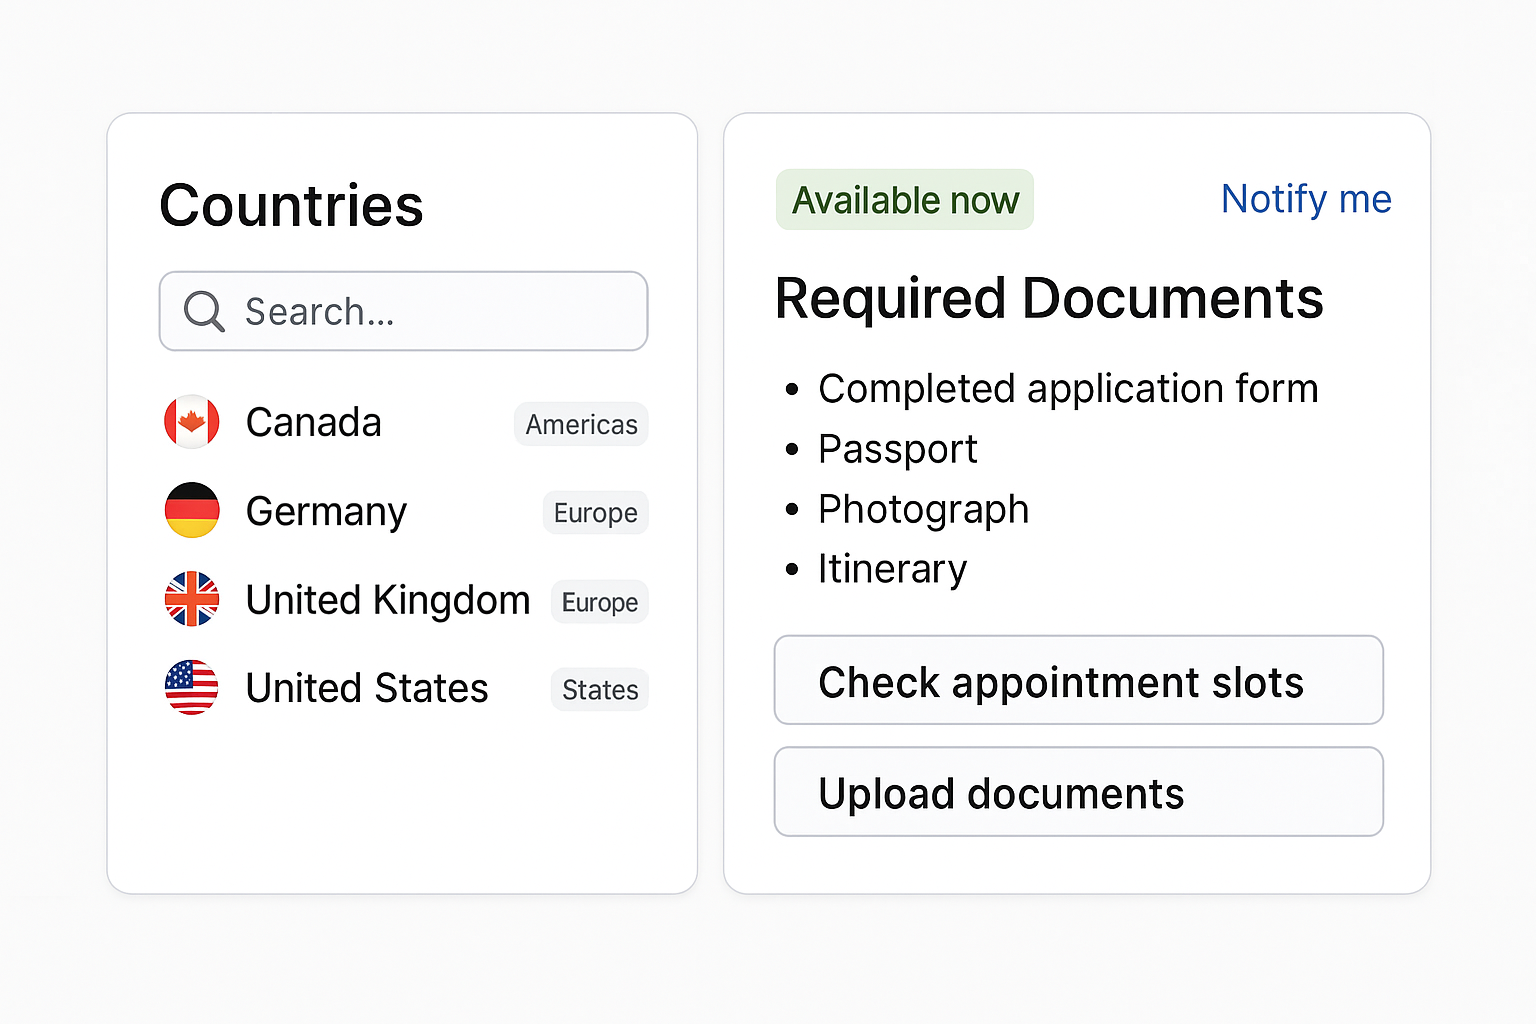 Countries
Search...
Canada Americas
Germany Europe
United Kingdom Europe
United States States
Available now Notify me
Required Documents
• Completed application form
• Passport
• Photograph
• Itinerary
Check appointment slots
Upload documents